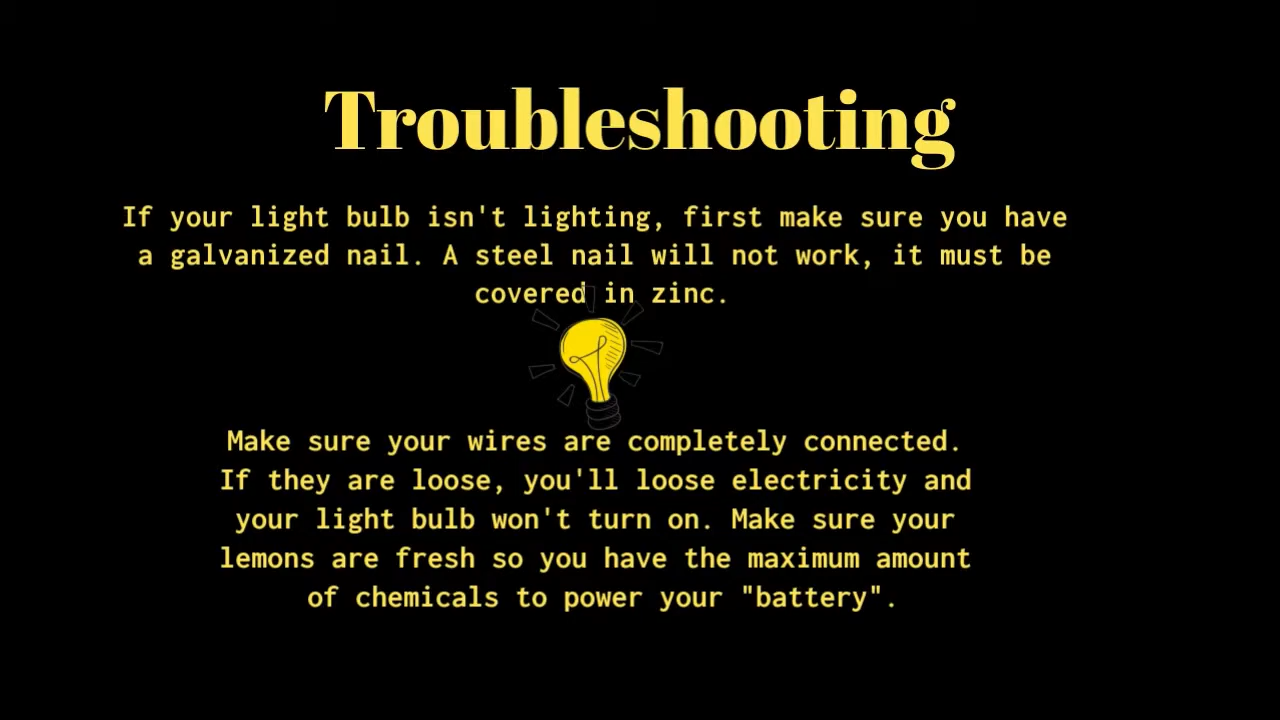 Troubleshooting
If your light bulb isn't lighting, first make sure you have
a galvanized nail. A steel nail will not work, it must be
covered in zinc.
Make sure your wires are completely connected.
If they are loose, you'll loose electricity and
your light bulb won't turn on. Make sure your
lemons are fresh so you have the maximum amount
of chemicals to power your "battery".